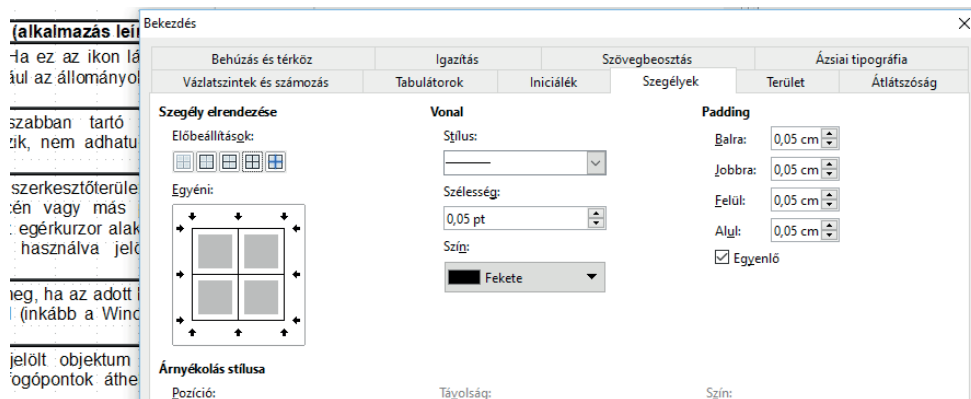 (alkalmazás leír
Ha ez az ikon lá
ául az állományol
szabban tartó
zik, nem adhatu
szerkesztőterüle
cén vagy más
egérkurzor alak
használva jelö
neg, ha az adott
(inkább a Winc
jelölt objektum
fogópontok áthe
Bekezdés
Behúzás és térköz
Igazítás
Szövegbeosztás
Ázsiai tipográfia
Vázlatszintek és számozás
Tabulátorok
Iniciálék
Szegélyek
Terület
Átlátszóság
Szegély elrendezése
Előbeállítások:
Egyéni:
Vonal
Stílus:
Szélesség:
0,05 pt
Szín:
Fekete
Padding
Balra: 0,05 cm
Jobbra: 0,05 cm
Felül: 0,05 cm
Alul: 0,05 cm
Egyenlő
Árnyékolás stílusa
Pozíció:
Távolság:
Szín: